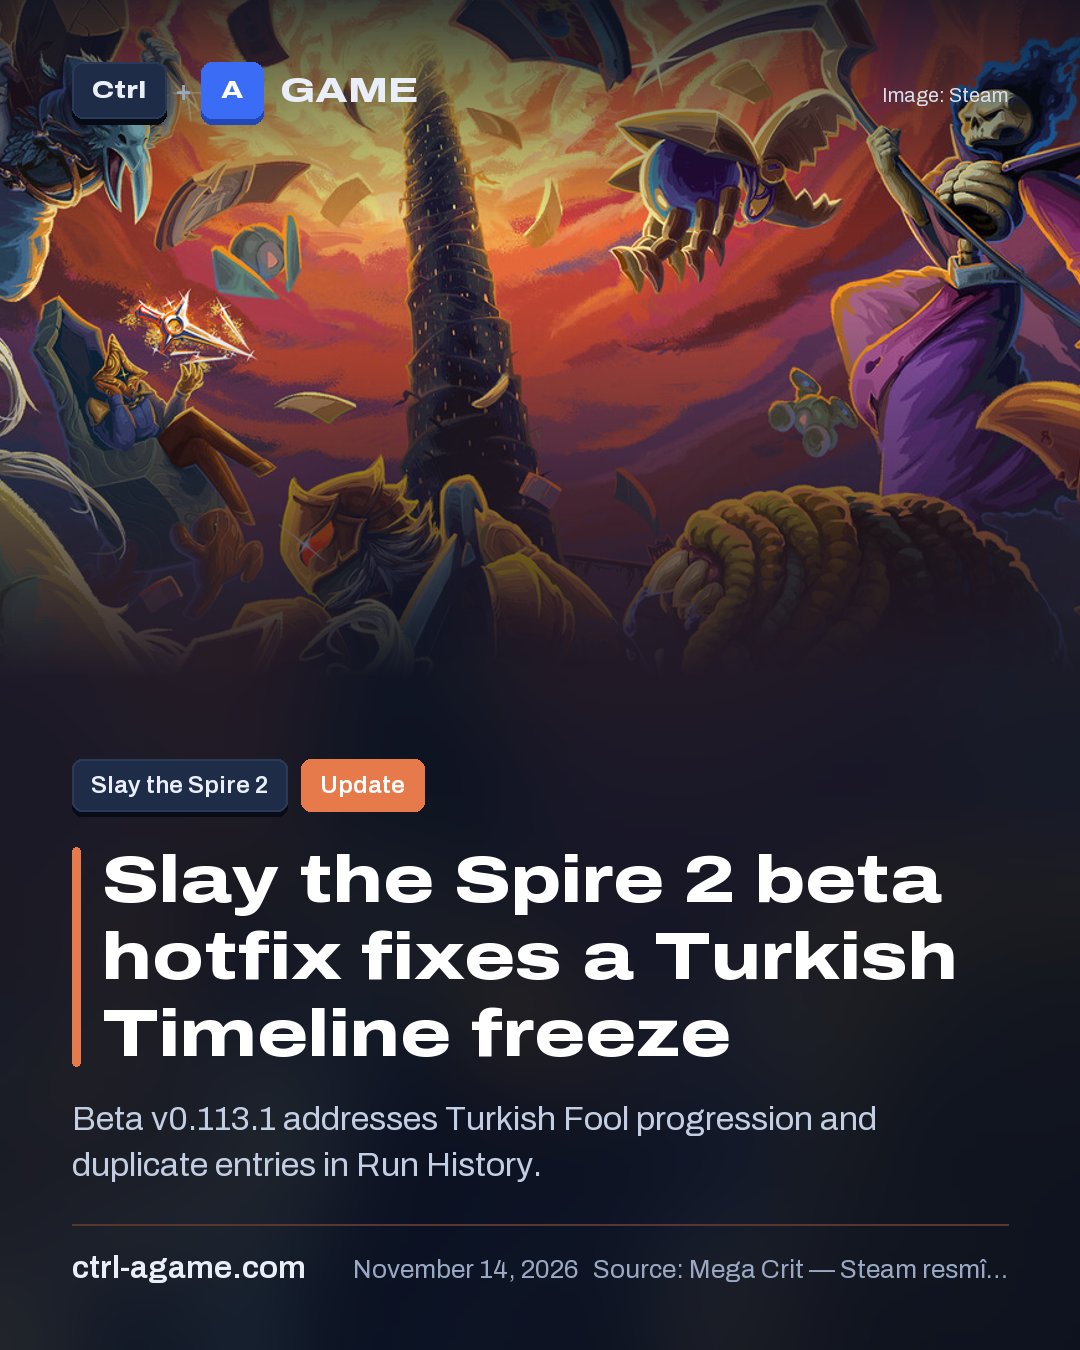 Ctrl + A GAME
Image: Steam
Slay the Spire 2 Update
Slay the Spire 2 beta
hotfix fixes a Turkish
Timeline freeze
Beta v0.113.1 addresses Turkish Fool progression and
duplicate entries in Run History.
ctrl-agame.com November 14, 2026 Source: Mega Crit — Steam resmî...